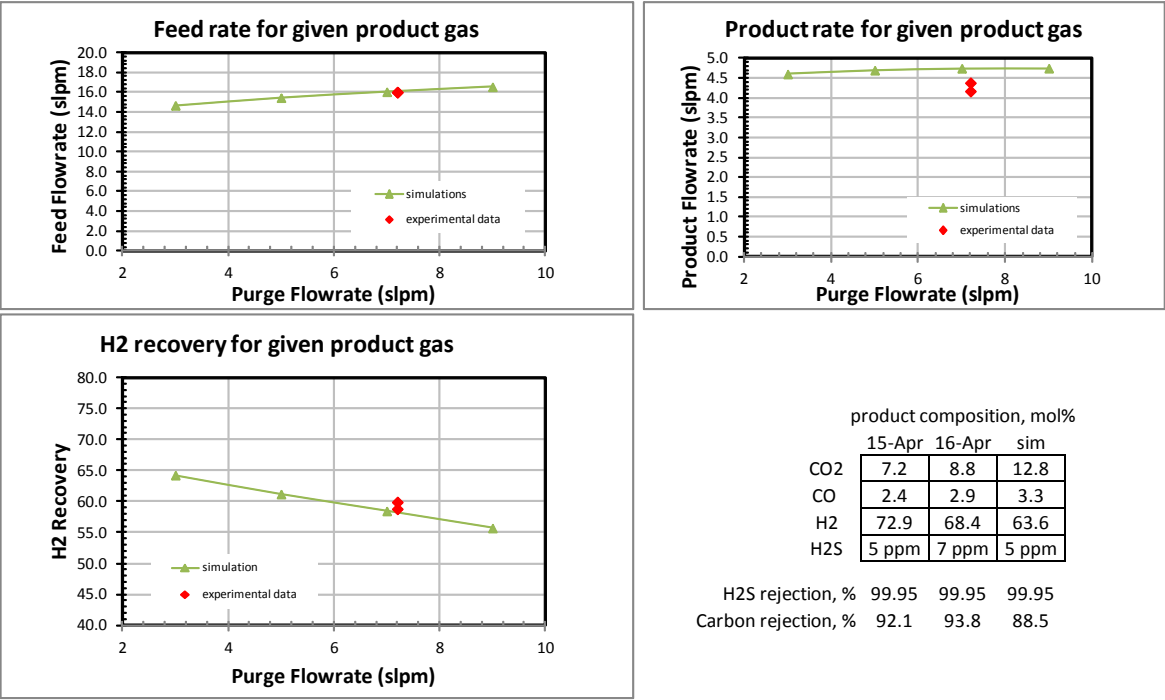 Feed rate for given product gas
20.0
18.0
16.0
14.0
12.0
10.0
8.0
6.0
4.0
2.0
0.0
Feed Flowrate (slpm)
simulations
experimental data
2 4 6 8 10
Purge Flowrate (slpm)
Product rate for given product gas
5.0
4.5
4.0
3.5
3.0
2.5
2.0
1.5
1.0
0.5
0.0
Product Flowrate (slpm)
simulations
experimental data
2 4 6 8 10
Purge Flowrate (slpm)
H2 recovery for given product gas
80.0
75.0
70.0
65.0
60.0
55.0
50.0
45.0
40.0
H2 Recovery
simulation
experimental data
2 4 6 8 10
Purge Flowrate (slpm)
product composition, mol%
15-Apr 16-Apr sim
CO2 7.2 8.8 12.8
CO 2.4 2.9 3.3
H2 72.9 68.4 63.6
H2S 5 ppm 7 ppm 5 ppm
H2S rejection, % 99.95 99.95 99.95
Carbon rejection, % 92.1 93.8 88.5